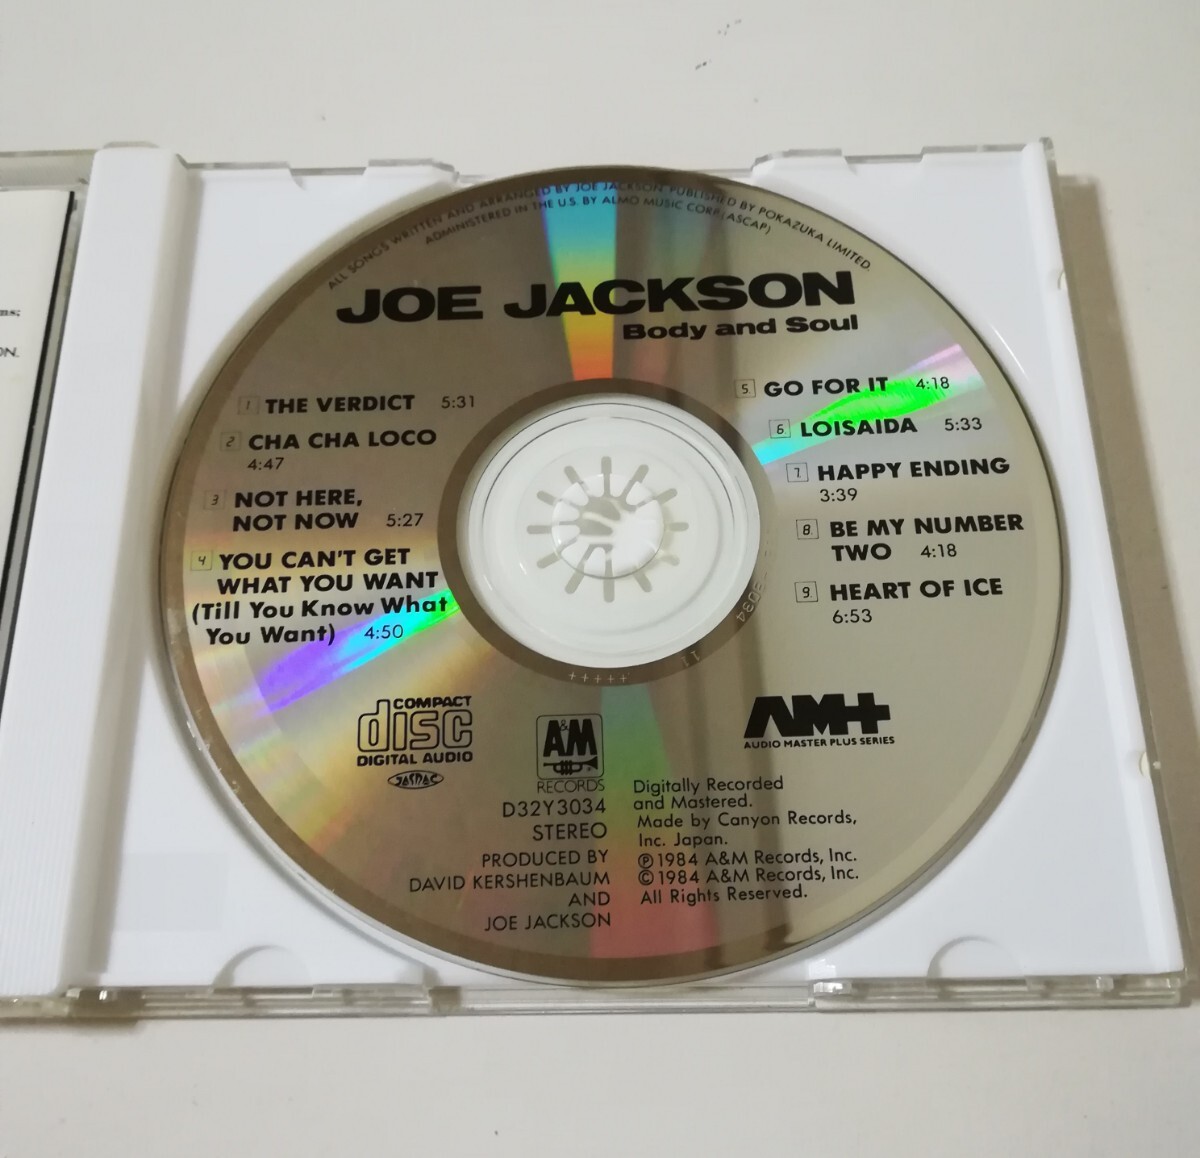 ms;
ON.
ALL SONGS WRITTEN AND ARRANGED BY JOE JACKSON. PUBLISHED BY POKAZUKA LIMITED.
ADMINISTERED IN THE U.S. BY ALMO MUSIC CORP. (ASCAP)
JOE JACKSON
Body and Soul
1 THE VERDICT 5:31
2 CHA CHA LOCO
4:47
3 NOT HERE,
NOT NOW 5:27
4 YOU CAN'T GET
WHAT YOU WANT
(Till You Know What
You Want) 4:50
5. GO FOR IT 4:18
6. LOISAIDA 5:33
7. HAPPY ENDING
3:39
8. BE MY NUMBER
TWO 4:18
9. HEART OF ICE
6:53
3034
11
+++++
COMPACT
disc
DIGITAL AUDIO
JASRAC
A&M
RECORDS
D32Y3034
STEREO
PRODUCED BY
DAVID KERSHENBAUM
AND
JOE JACKSON
AM+
AUDIO MASTER PLUS SERIES
Digitally Recorded
and Mastered.
Made by Canyon Records,
Inc. Japan.
℗1984 A&M Records, Inc.
©1984 A&M Records, Inc.
All Rights Reserved.